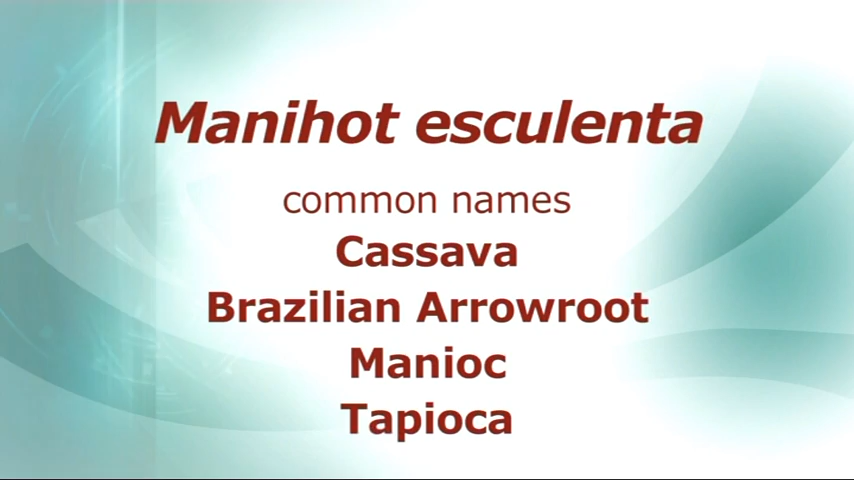 Manihot esculenta
common names
Cassava
Brazilian Arrowroot
Manioc
Tapioca